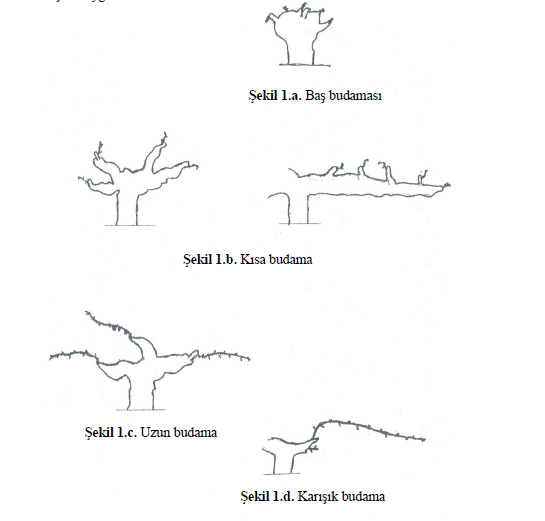 Şekil 1.a. Baş budaması
Şekil 1.b. Kısa budama
Şekil 1.c. Uzun budama
Şekil 1.d. Karışık budama